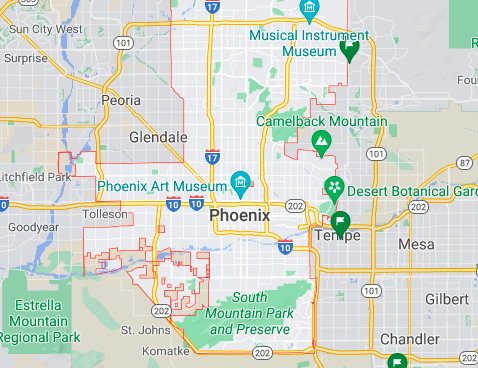 Sun City West
17
Musical Instrument
Museum
101
Surprise
Peoria
Camelback Mountain
Glendale
17
101
87
Litchfield Park
Phoenix Art Museum
Desert Botanical Gard
10
10
202
202
Tolleson
Phoenix
Goodyear
Tempe
Mesa
10
101
Estrella
Mountain
Regional Park
South
Mountain Park
and Preserve
Gilbert
202
St. Johns
Chandler
Komatke
202